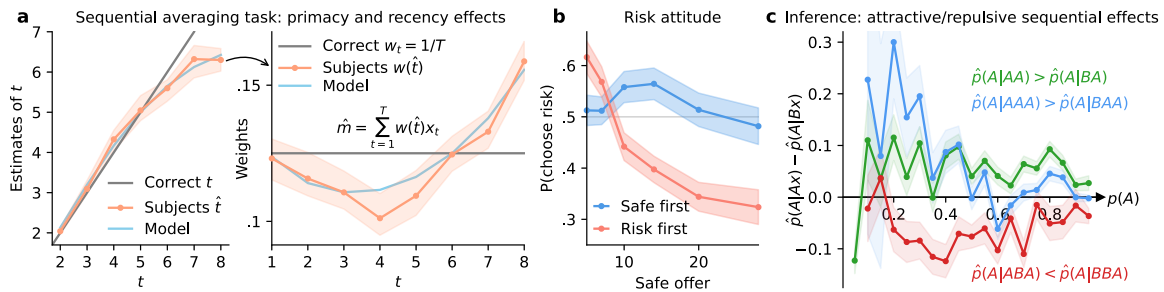 a Sequential averaging task: primacy and recency effects
Estimates of t
7
6
5
4
3
2
2 3 4 5 6 7 8
t
Correct t
Subjects t̂
Model
Weights
.15
.1
1 2 3 4 5 6 7 8
t
Correct wₜ = 1/T
Subjects w(t̂)
Model
m̂ = ∑ₜ₌₁ᵀ w(t̂)xₜ
b Risk attitude
P(choose risk)
.6
.5
.4
.3
10 20
Safe offer
Safe first
Risk first
c Inference: attractive/repulsive sequential effects
p̂(A|Ax) − p̂(A|Bx)
0.3
0.2
0.1
0.0
−0.1
0.2 0.4 0.6 0.8
p(A)
p̂(A|AA) > p̂(A|BA)
p̂(A|AAA) > p̂(A|BAA)
p̂(A|ABA) < p̂(A|BBA)